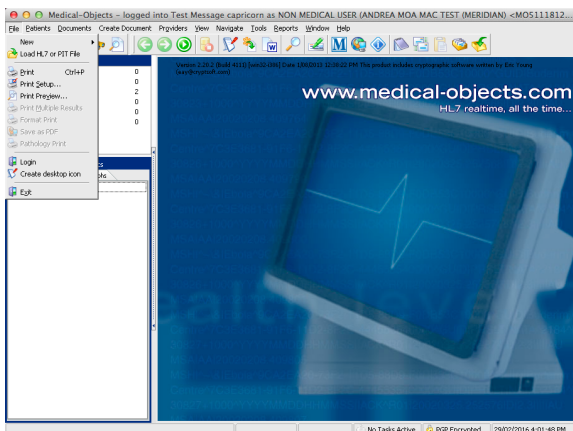 Medical-Objects - logged into Test Message capricorn as NON MEDICAL USER (ANDREA MOA MAC TEST (MERIDIAN) <MO5111812...
File Patients Documents Create Document Providers View Navigate Tools Reports Window Help
New
Load HL7 or PIT File
Print Ctrl+P
Print Setup...
Print Preview...
Print Multiple Results
Format Print
Save as PDF
Pathology Print
Login
Create desktop icon
Exit
0
0
2
0
0
0
www.medical-objects.com
HL7 realtime, all the time...
No Tasks Active PGP Encrypted 29/02/2016 4:01:48 PM